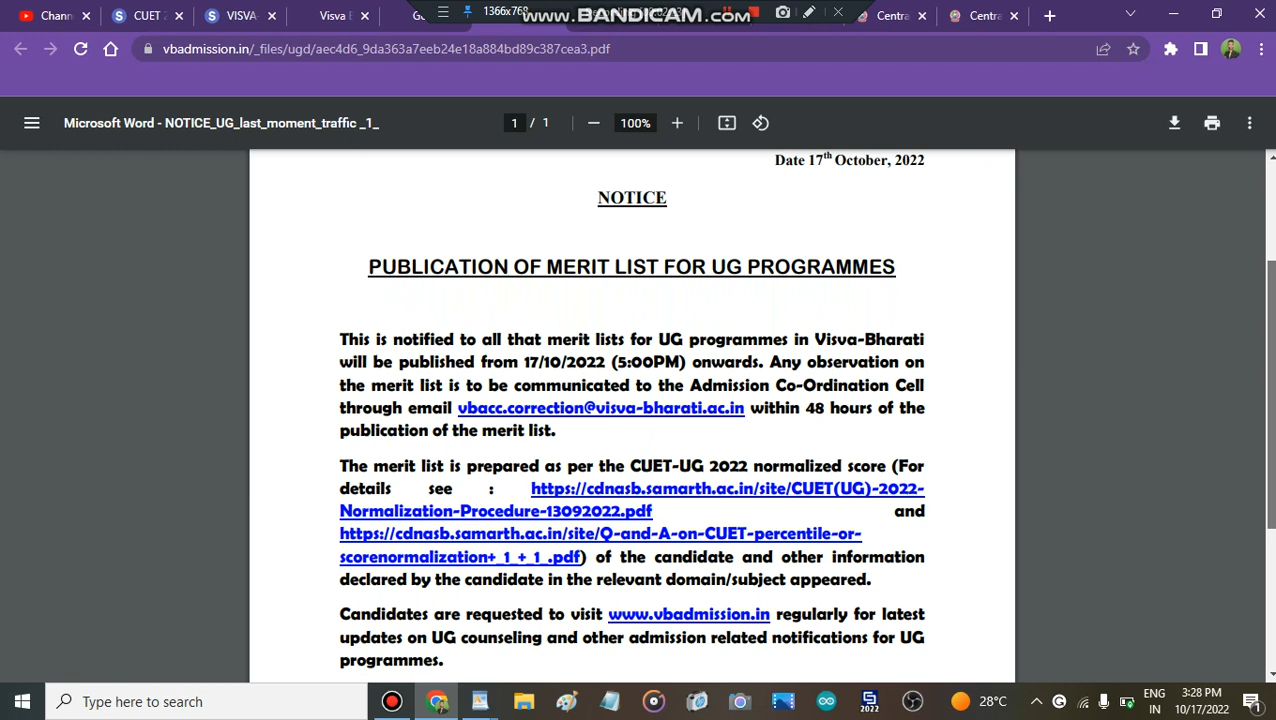 Chann
CUET
VISVA-
Visva B
G
1366x768
www.BANDICAM.com
Centra
Centra
vbadmission.in/_files/ugd/aec4d6_9da363a7eeb24e18a884bd89c387cea3.pdf
Microsoft Word - NOTICE_UG_last_moment_traffic _1_
1 / 1
100%
Date 17th October, 2022
NOTICE
PUBLICATION OF MERIT LIST FOR UG PROGRAMMES
This is notified to all that merit lists for UG programmes in Visva-Bharati
will be published from 17/10/2022 (5:00PM) onwards. Any observation on
the merit list is to be communicated to the Admission Co-Ordination Cell
through email vbacc.correction@visva-bharati.ac.in within 48 hours of the
publication of the merit list.
The merit list is prepared as per the CUET-UG 2022 normalized score (For
details see : https://cdnasb.samarth.ac.in/site/CUET(UG)-2022-
Normalization-Procedure-13092022.pdf and
https://cdnasb.samarth.ac.in/site/Q-and-A-on-CUET-percentile-or-
scorenormalization+_1_+_1_.pdf) of the candidate and other information
declared by the candidate in the relevant domain/subject appeared.
Candidates are requested to visit www.vbadmission.in regularly for latest
updates on UG counseling and other admission related notifications for UG
programmes.
Type here to search
2022
28°C
ENG
IN
3:28 PM
10/17/2022
1